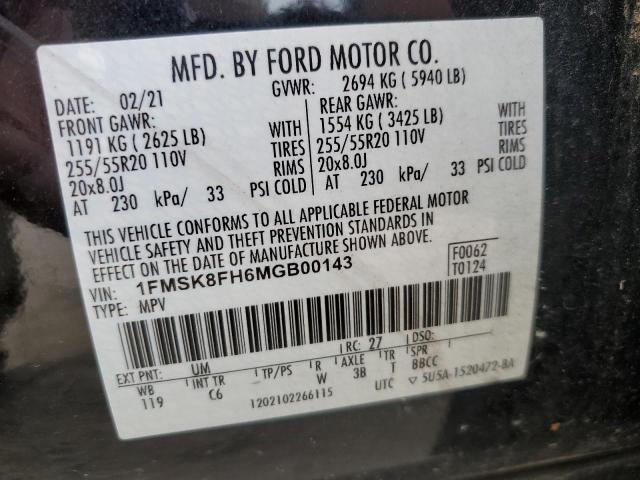 MFD. BY FORD MOTOR CO.
DATE: 02/21 GVWR: 2694 KG ( 5940 LB)
FRONT GAWR: REAR GAWR:
1191 KG ( 2625 LB) WITH 1554 KG ( 3425 LB) WITH
255/55R20 110V TIRES 255/55R20 110V TIRES
20x8.0J RIMS 20x8.0J RIMS
AT 230 kPa/ 33 PSI COLD AT 230 kPa/ 33 PSI COLD
THIS VEHICLE CONFORMS TO ALL APPLICABLE FEDERAL MOTOR
VEHICLE SAFETY AND THEFT PREVENTION STANDARDS IN
EFFECT ON THE DATE OF MANUFACTURE SHOWN ABOVE.
VIN: 1FMSK8FH6MGB00143 F0062
TYPE: MPV T0124
EXT PNT: UM RC: 27 DSO:
WB INT TR TP/PS R AXLE TR SPR
119 C6 W 3B T BBCC
1202102266115 UTC ▽ 5U5A-1520472-BA